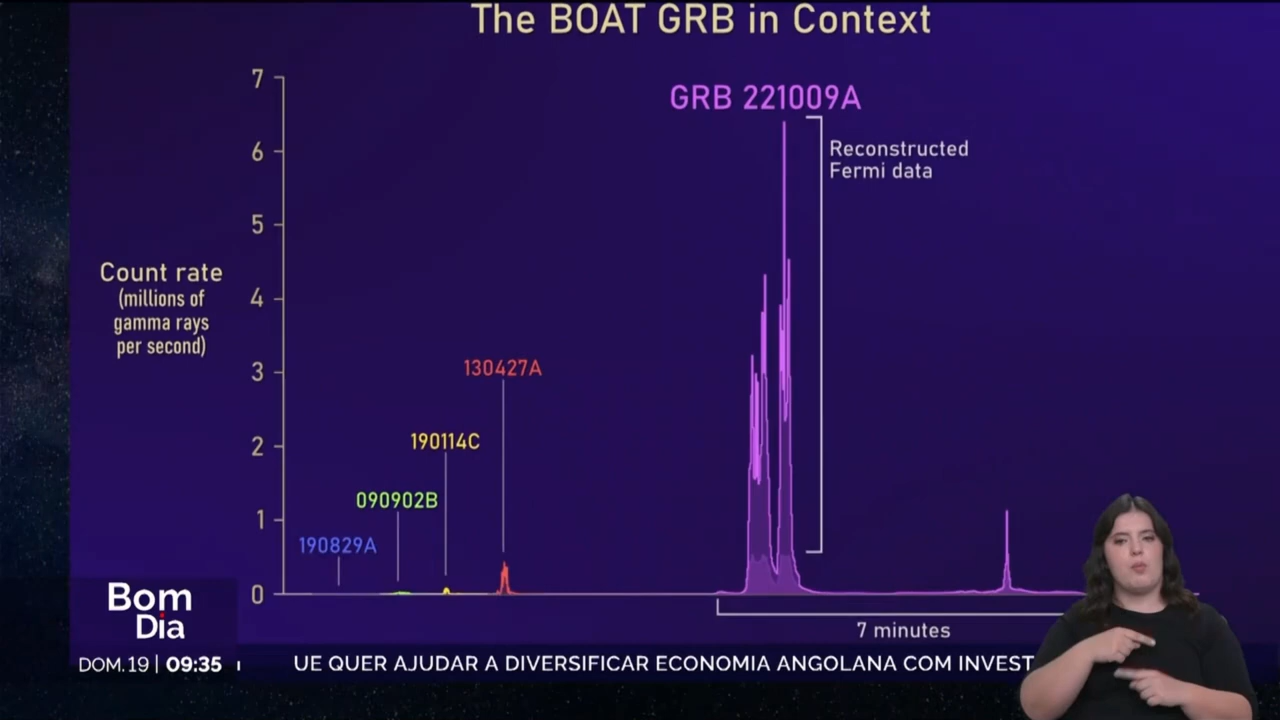 The BOAT GRB in Context
7
6
5
4
3
2
1
0
Count rate
(millions of
gamma rays
per second)
190829A
090902B
190114C
130427A
GRB 221009A
Reconstructed
Fermi data
7 minutes
Bom
Dia
DOM.19 | 09:35
UE QUER AJUDAR A DIVERSIFICAR ECONOMIA ANGOLANA COM INVEST